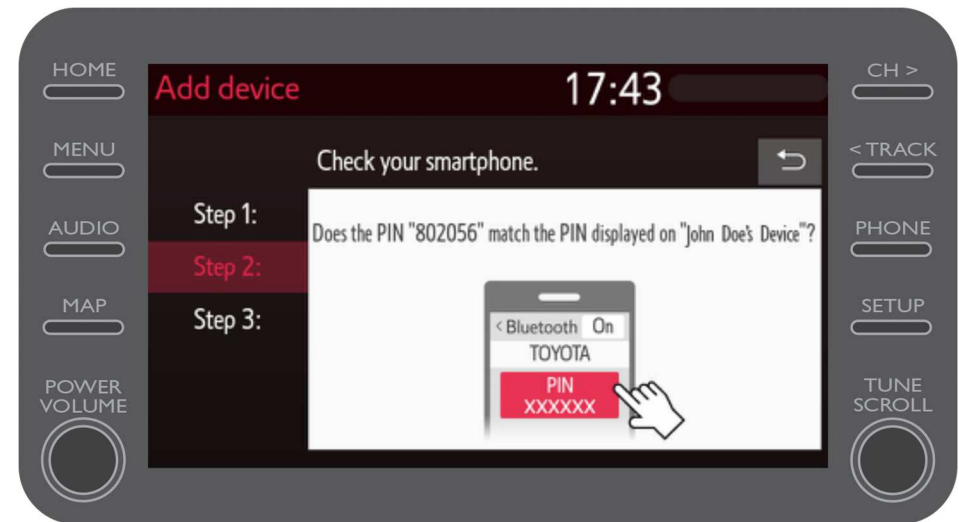 HOME
MENU
AUDIO
MAP
POWER
VOLUME
Add device
17:43
Check your smartphone.
Step 1:
Step 2:
Step 3:
Does the PIN "802056" match the PIN displayed on "John Doe's Device"?
< Bluetooth On
TOYOTA
PIN
XXXXXX
CH >
< TRACK
PHONE
SETUP
TUNE
SCROLL